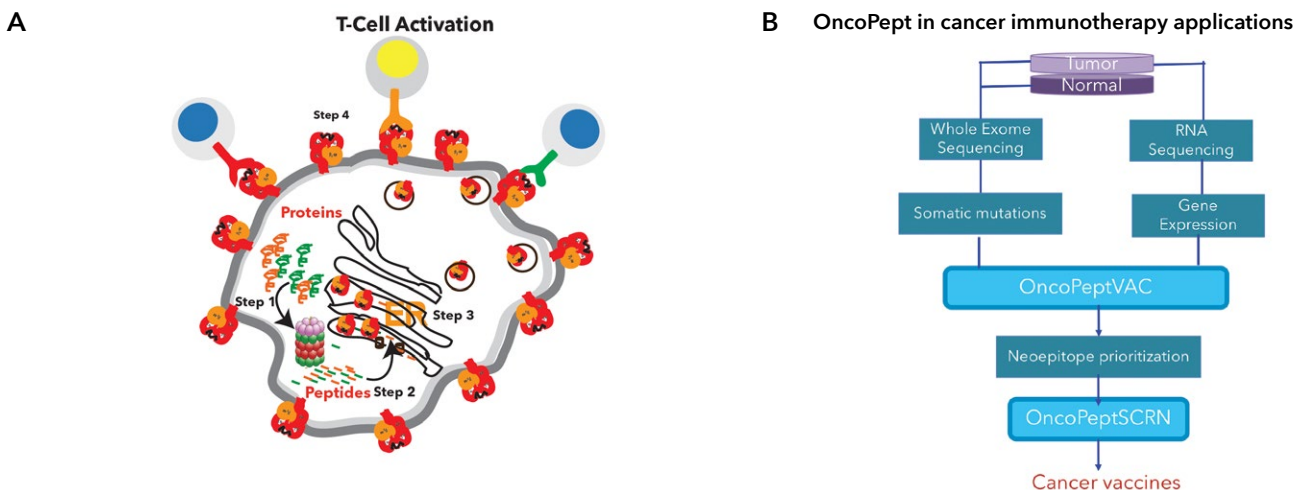 A
T-Cell Activation
Step 4
Proteins
Step 1
ER
Step 3
Peptides
Step 2
B
OncoPept in cancer immunotherapy applications
Tumor
Normal
Whole Exome
Sequencing
RNA
Sequencing
Somatic mutations
Gene
Expression
OncoPeptVAC
Neoepitope prioritization
OncoPeptSCRN
Cancer vaccines